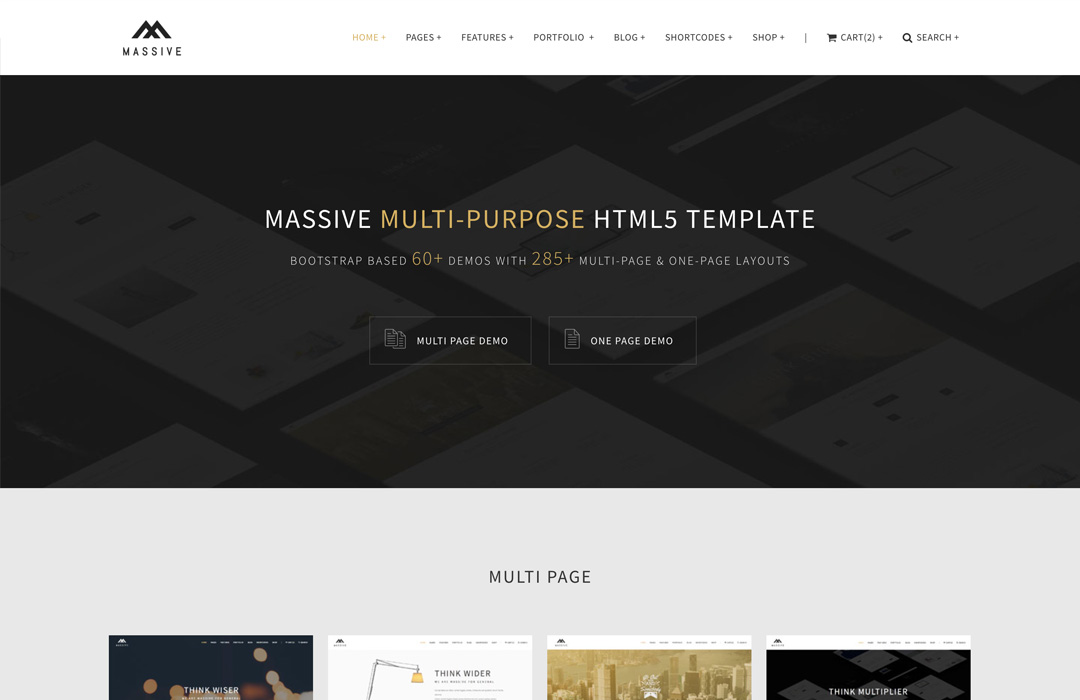 MASSIVE
HOME + PAGES + FEATURES + PORTFOLIO + BLOG + SHORTCODES + SHOP + | CART(2) + SEARCH +
MASSIVE MULTI-PURPOSE HTML5 TEMPLATE
BOOTSTRAP BASED 60+ DEMOS WITH 285+ MULTI-PAGE & ONE-PAGE LAYOUTS
MULTI PAGE DEMO
ONE PAGE DEMO
MULTI PAGE
THINK WISER
THINK WIDER
THINK MULTIPLIER